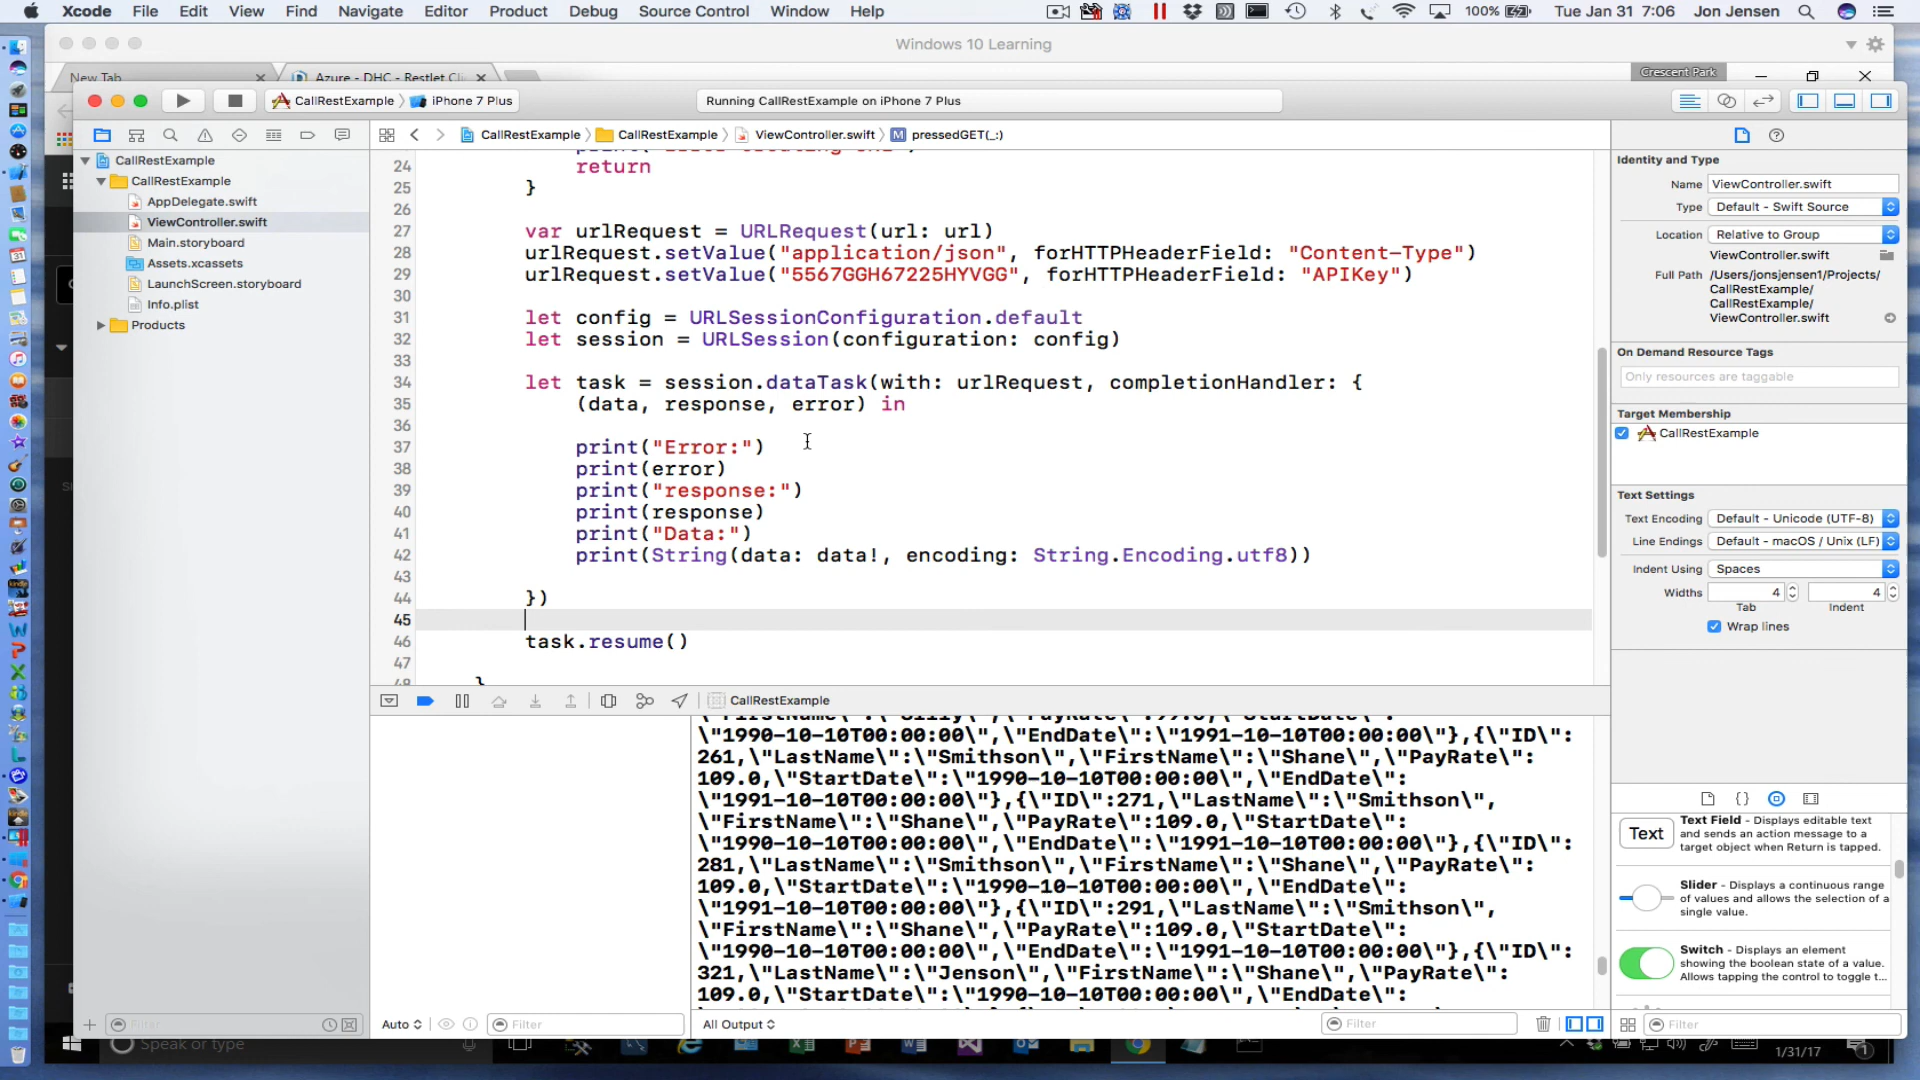 Xcode File Edit View Find Navigate Editor Product Debug Source Control Window Help 100% Tue Jan 31 7:06 Jon Jensen
Windows 10 Learning
New Tab Azure - DHC - Restlet Cli Crescent Park
CallRestExample iPhone 7 Plus Running CallRestExample on iPhone 7 Plus
CallRestExample CallRestExample ViewController.swift M pressedGET(_:)
CallRestExample
CallRestExample
AppDelegate.swift
ViewController.swift
Main.storyboard
Assets.xcassets
LaunchScreen.storyboard
Info.plist
Products
24 return
25 }
26
27 var urlRequest = URLRequest(url: url)
28 urlRequest.setValue("application/json", forHTTPHeaderField: "Content-Type")
29 urlRequest.setValue("5567GGH67225HYVGG", forHTTPHeaderField: "APIKey")
30
31 let config = URLSessionConfiguration.default
32 let session = URLSession(configuration: config)
33
34 let task = session.dataTask(with: urlRequest, completionHandler: {
35 (data, response, error) in
36
37 print("Error:")
38 print(error)
39 print("response:")
40 print(response)
41 print("Data:")
42 print(String(data: data!, encoding: String.Encoding.utf8))
43
44 })
45
46 task.resume()
47
48 }
CallRestExample
\"1990-10-10T00:00:00\",\"EndDate\":\"1991-10-10T00:00:00\"},{\"ID\":
261,\"LastName\":\"Smithson\",\"FirstName\":\"Shane\",\"PayRate\":
109.0,\"StartDate\":\"1990-10-10T00:00:00\",\"EndDate\":
\"1991-10-10T00:00:00\"},{\"ID\":271,\"LastName\":\"Smithson\",
\"FirstName\":\"Shane\",\"PayRate\":109.0,\"StartDate\":
\"1990-10-10T00:00:00\",\"EndDate\":\"1991-10-10T00:00:00\"},{\"ID\":
281,\"LastName\":\"Smithson\",\"FirstName\":\"Shane\",\"PayRate\":
109.0,\"StartDate\":\"1990-10-10T00:00:00\",\"EndDate\":
\"1991-10-10T00:00:00\"},{\"ID\":291,\"LastName\":\"Smithson\",
\"FirstName\":\"Shane\",\"PayRate\":109.0,\"StartDate\":
\"1990-10-10T00:00:00\",\"EndDate\":\"1991-10-10T00:00:00\"},{\"ID\":
321,\"LastName\":\"Jenson\",\"FirstName\":\"Shane\",\"PayRate\":
109.0,\"StartDate\":\"1990-10-10T00:00:00\",\"EndDate\":
Filter Auto Filter All Output Filter Filter
Identity and Type
Name ViewController.swift
Type Default - Swift Source
Location Relative to Group
ViewController.swift
Full Path /Users/jonsjensen1/Projects/
CallRestExample/
CallRestExample/
ViewController.swift
On Demand Resource Tags
Only resources are taggable
Target Membership
CallRestExample
Text Settings
Text Encoding Default - Unicode (UTF-8)
Line Endings Default - macOS / Unix (LF)
Indent Using Spaces
Widths 4 4
Tab Indent
Wrap lines
Text Text Field - Displays editable text
and sends an action message to a
target object when Return is tapped.
Slider - Displays a continuous range
of values and allows the selection of a
single value.
Switch - Displays an element
showing the boolean state of a value.
Allows tapping the control to toggle t...
Speak or type 1/31/17